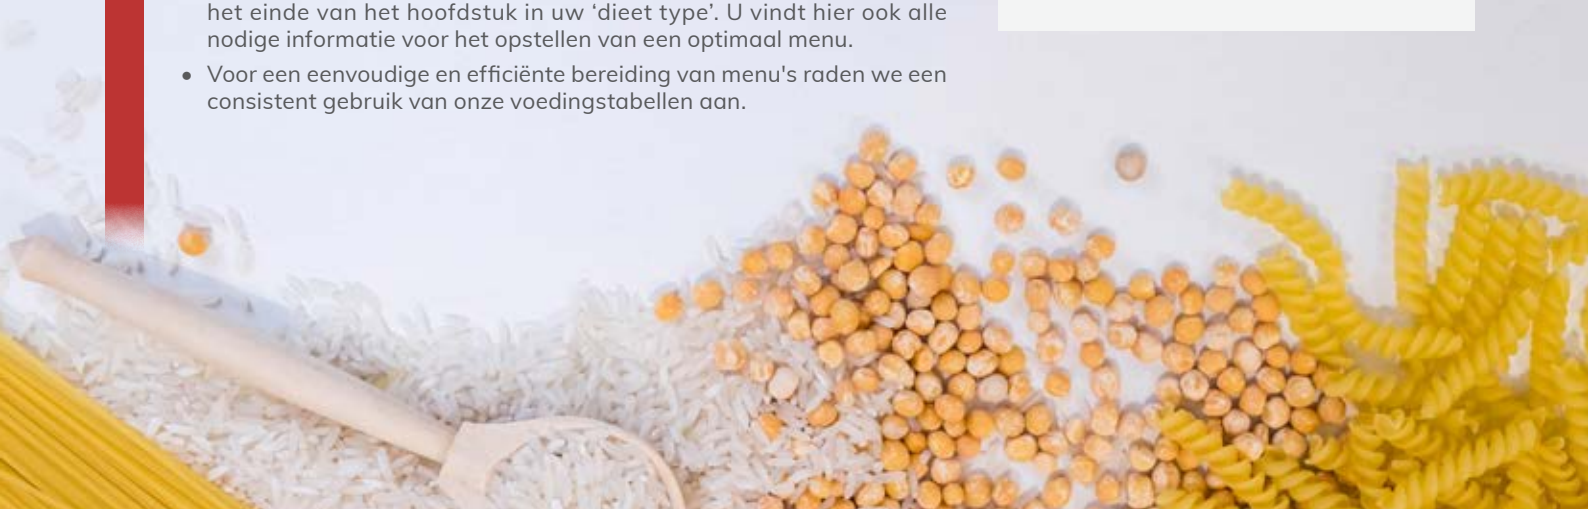 het einde van het hoofdstuk in uw ‘dieet type’. U vindt hier ook alle
nodige informatie voor het opstellen van een optimaal menu.
• Voor een eenvoudige en efficiënte bereiding van menu's raden we een
consistent gebruik van onze voedingstabellen aan.